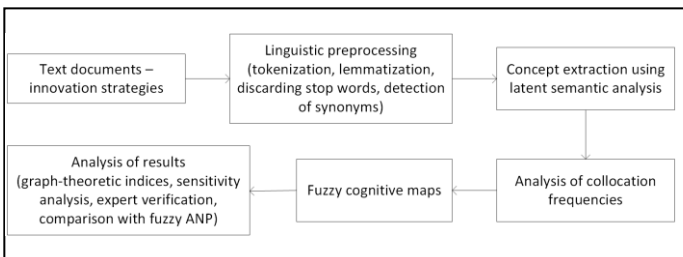 Text documents –
innovation strategies
Linguistic preprocessing
(tokenization, lemmatization,
discarding stop words, detection
of synonyms)
Concept extraction using
latent semantic analysis
Analysis of collocation
frequencies
Fuzzy cognitive maps
Analysis of results
(graph-theoretic indices, sensitivity
analysis, expert verification,
comparison with fuzzy ANP)